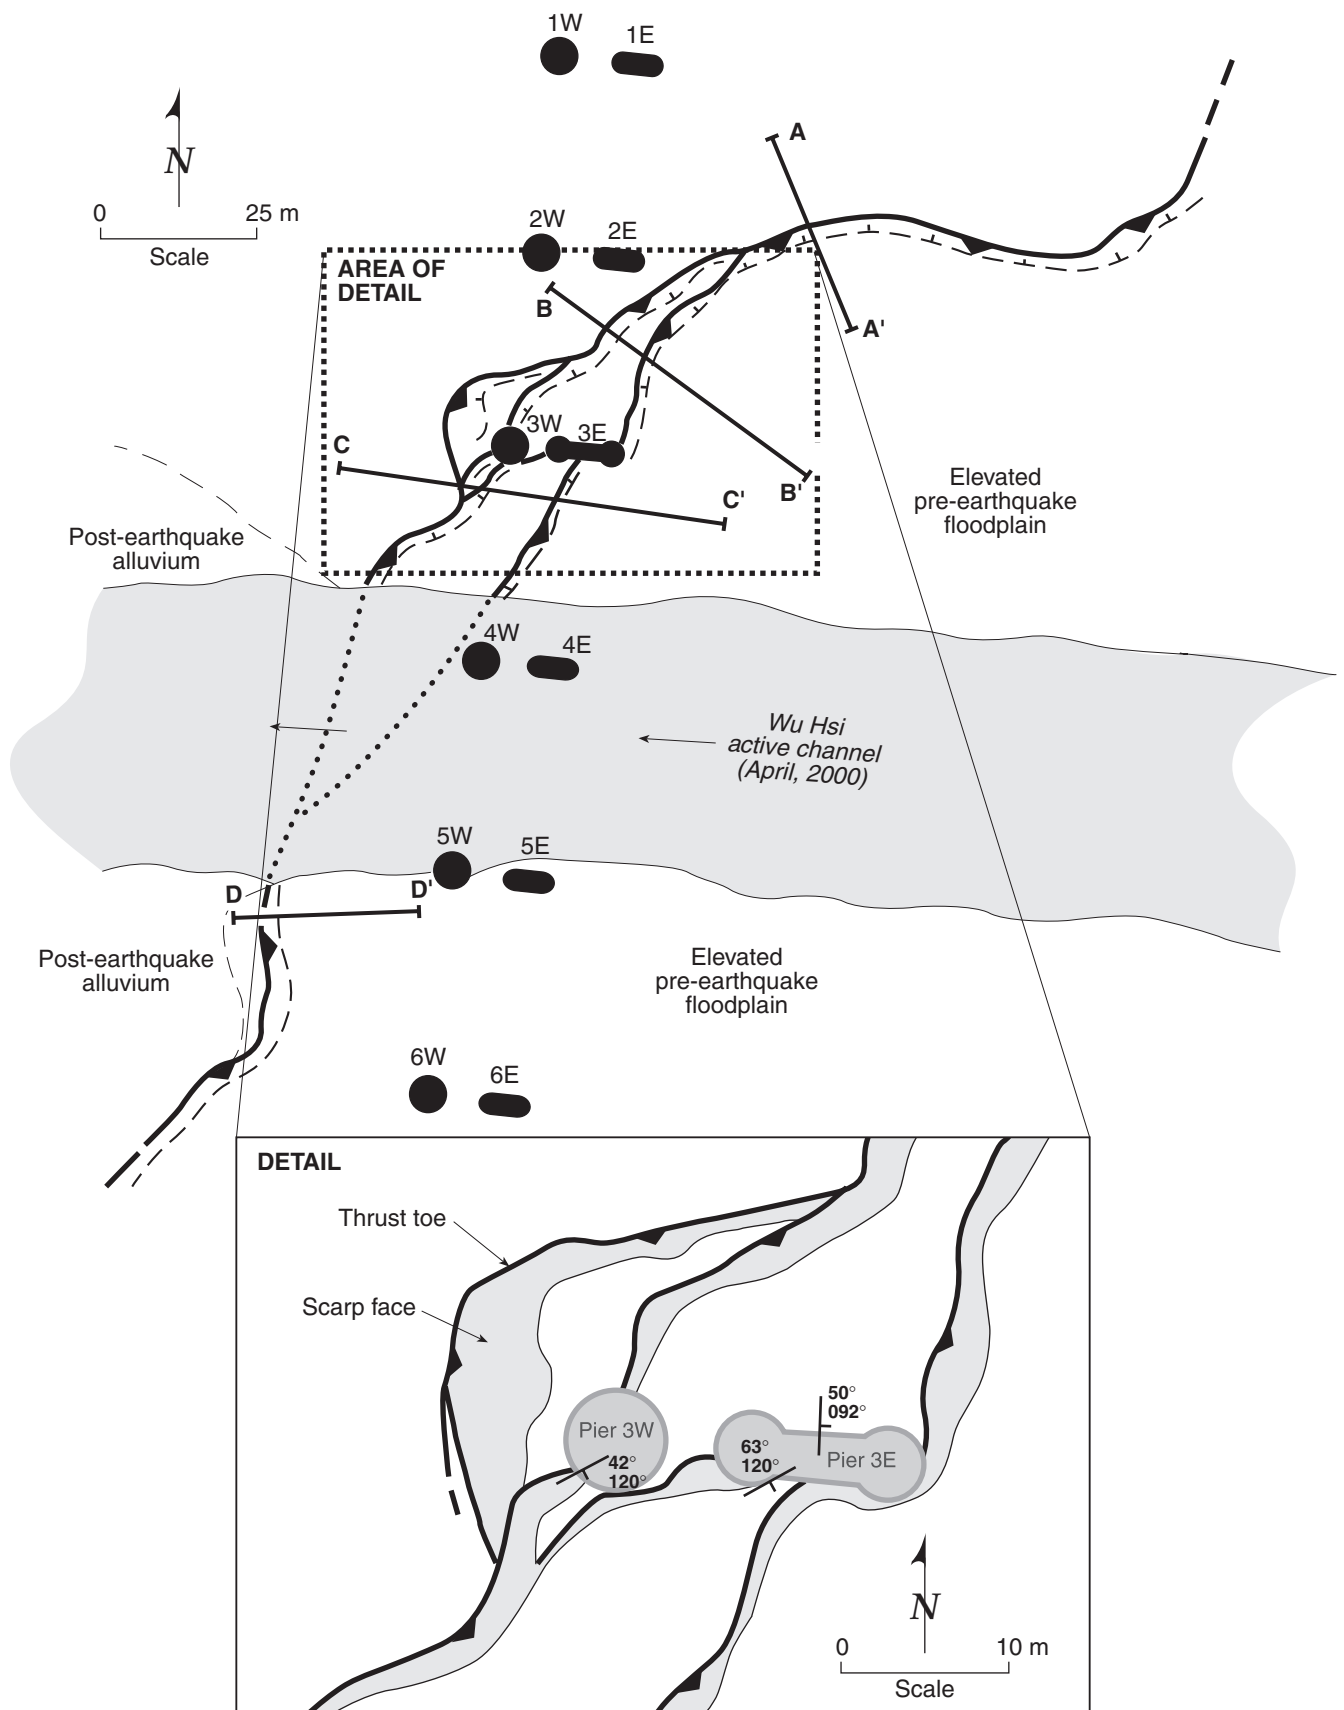 1W
1E
A
N
0 25 m
Scale
2W
2E
AREA OF
DETAIL
B
A'
3W
3E
C
B'
C'
Elevated
pre-earthquake
floodplain
Post-earthquake
alluvium
4W
4E
Wu Hsi
active channel
(April, 2000)
5W
5E
D
D'
Post-earthquake
alluvium
Elevated
pre-earthquake
floodplain
6W
6E
DETAIL
Thrust toe
Scarp face
50°
092°
Pier 3W
42°
120°
63°
120°
Pier 3E
N
0 10 m
Scale